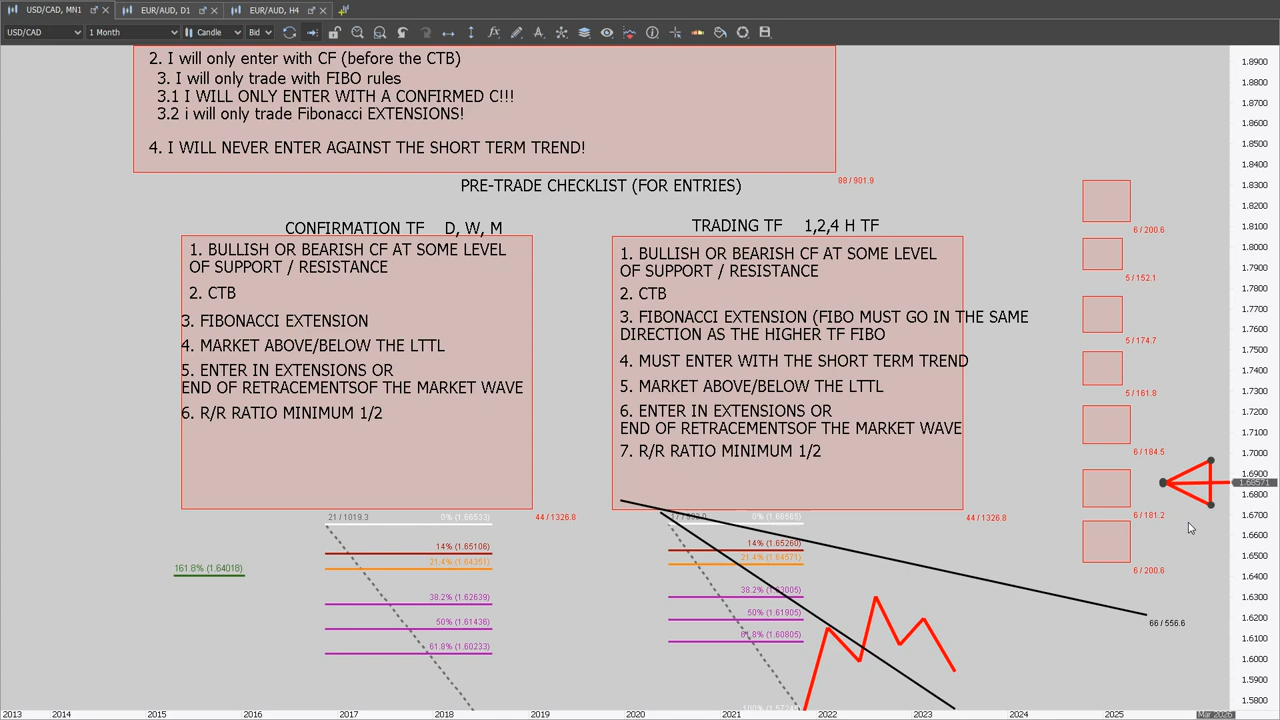 USD/CAD, MN1
EUR/AUD, D1
EUR/AUD, H4
USD/CAD
1 Month
Candle
Bid
2. I will only enter with CF (before the CTB)
3. I will only trade with FIBO rules
3.1 I WILL ONLY ENTER WITH A CONFIRMED C!!!
3.2 i will only trade Fibonacci EXTENSIONS!
4. I WILL NEVER ENTER AGAINST THE SHORT TERM TREND!
88 / 901.9
PRE-TRADE CHECKLIST (FOR ENTRIES)
CONFIRMATION TF D, W, M
1. BULLISH OR BEARISH CF AT SOME LEVEL
OF SUPPORT / RESISTANCE
2. CTB
3. FIBONACCI EXTENSION
4. MARKET ABOVE/BELOW THE LTTL
5. ENTER IN EXTENSIONS OR
END OF RETRACEMENTSOF THE MARKET WAVE
6. R/R RATIO MINIMUM 1/2
44 / 1326.8
TRADING TF 1,2,4 H TF
1. BULLISH OR BEARISH CF AT SOME LEVEL
OF SUPPORT / RESISTANCE
2. CTB
3. FIBONACCI EXTENSION (FIBO MUST GO IN THE SAME
DIRECTION AS THE HIGHER TF FIBO
4. MUST ENTER WITH THE SHORT TERM TREND
5. MARKET ABOVE/BELOW THE LTTL
6. ENTER IN EXTENSIONS OR
END OF RETRACEMENTSOF THE MARKET WAVE
7. R/R RATIO MINIMUM 1/2
44 / 1326.8
6 / 200.6
5 / 152.1
5 / 174.7
5 / 161.8
6 / 184.5
6 / 181.2
6 / 200.6
161.8% (1.64018)
21 / 1019.3
0% (1.66533)
14% (1.65106)
21.4% (1.64351)
38.2% (1.62639)
50% (1.61436)
61.8% (1.60233)
0% (1.66565)
14% (1.65260)
21.4% (1.64571)
38.2% (1.63005)
50% (1.61905)
61.8% (1.60805)
66 / 556.6
1.8900
1.8800
1.8700
1.8600
1.8500
1.8400
1.8300
1.8200
1.8100
1.8000
1.7900
1.7800
1.7700
1.7600
1.7500
1.7400
1.7300
1.7200
1.7100
1.7000
1.6900
1.6800
1.6700
1.6600
1.6500
1.6400
1.6300
1.6200
1.6100
1.6000
1.5900
1.5800
2013
2014
2015
2016
2017
2018
2019
2020
2021
2022
2023
2024
2025